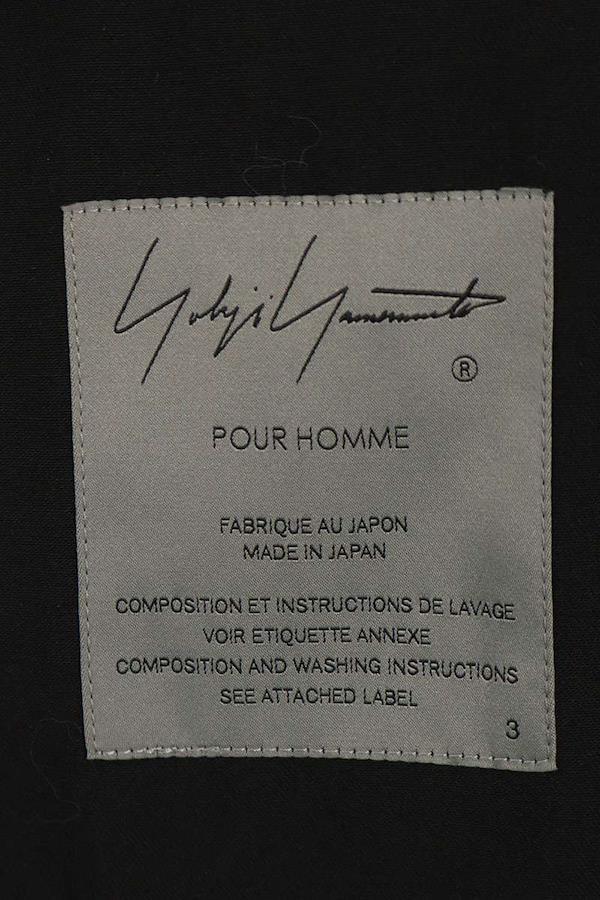 Yohji Yamamoto
®
POUR HOMME
FABRIQUE AU JAPON
MADE IN JAPAN
COMPOSITION ET INSTRUCTIONS DE LAVAGE
VOIR ETIQUETTE ANNEXE
COMPOSITION AND WASHING INSTRUCTIONS
SEE ATTACHED LABEL
3